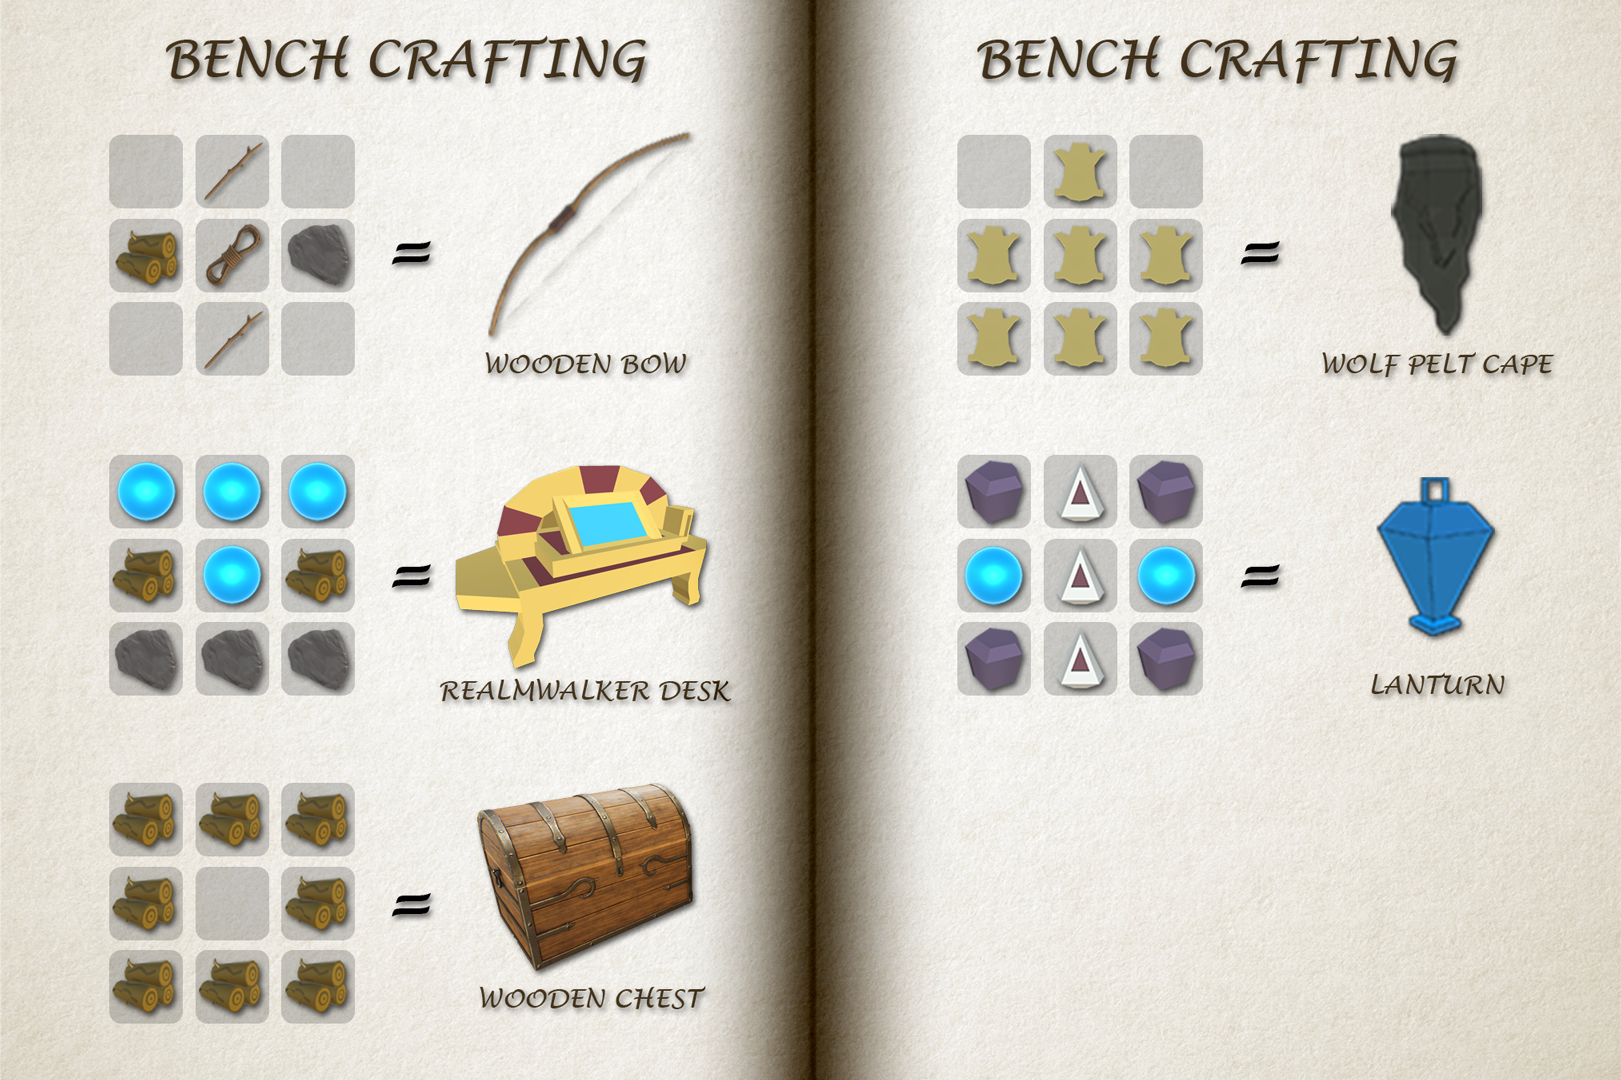 BENCH CRAFTING
=
WOODEN BOW
=
REALMWALKER DESK
=
WOODEN CHEST
BENCH CRAFTING
=
WOLF PELT CAPE
=
LANTURN